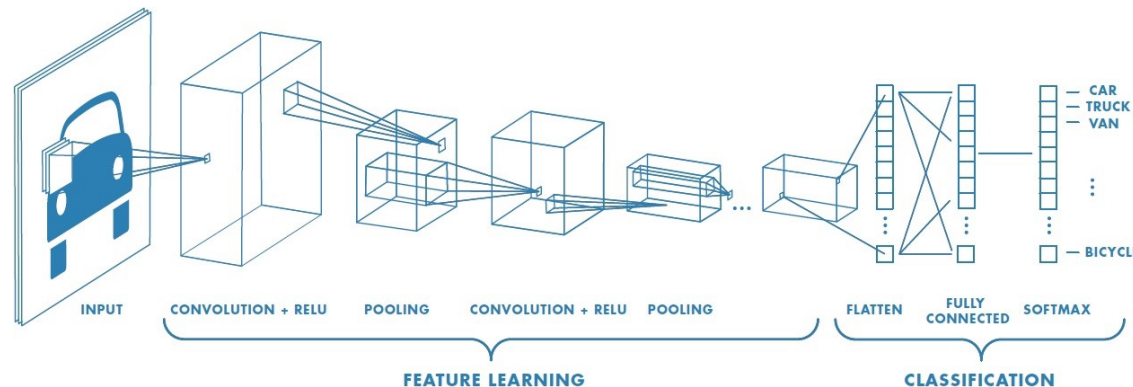 CAR
TRUCK
VAN
BICYCL
INPUT
CONVOLUTION + RELU
POOLING
CONVOLUTION + RELU
POOLING
FLATTEN
FULLY
CONNECTED
SOFTMAX
FEATURE LEARNING
CLASSIFICATION